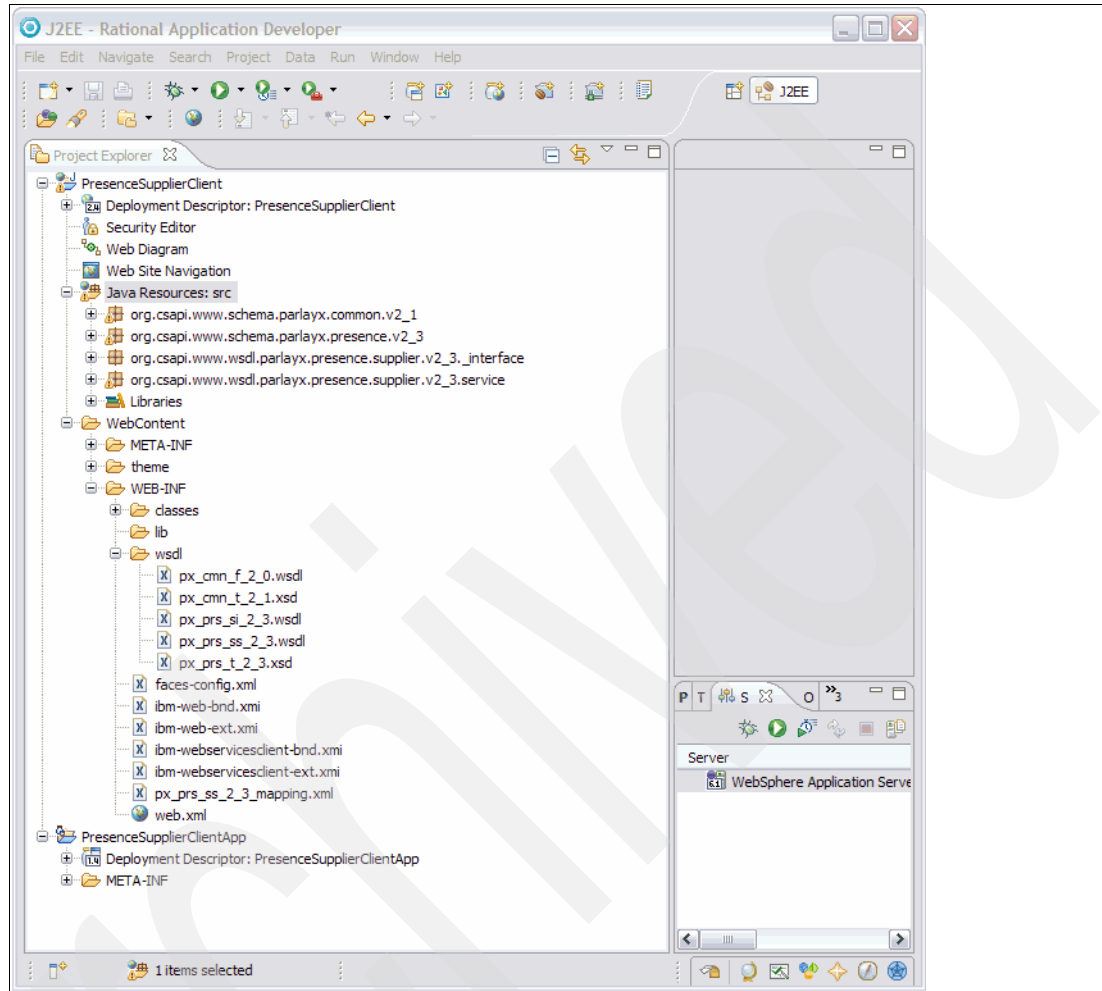 J2EE - Rational Application Developer
File Edit Navigate Search Project Data Run Window Help
J2EE
Project Explorer
PresenceSupplierClient
2.4 Deployment Descriptor: PresenceSupplierClient
Security Editor
Web Diagram
Web Site Navigation
Java Resources: src
org.csapi.www.schema.parlayx.common.v2_1
org.csapi.www.schema.parlayx.presence.v2_3
org.csapi.www.wsdl.parlayx.presence.supplier.v2_3._interface
org.csapi.www.wsdl.parlayx.presence.supplier.v2_3.service
Libraries
WebContent
META-INF
theme
WEB-INF
classes
lib
wsdl
px_cmn_f_2_0.wsdl
px_cmn_t_2_1.xsd
px_prs_si_2_3.wsdl
px_prs_ss_2_3.wsdl
px_prs_t_2_3.xsd
faces-config.xml
ibm-web-bnd.xmi
ibm-web-ext.xmi
ibm-webservicesclient-bnd.xmi
ibm-webservicesclient-ext.xmi
px_prs_ss_2_3_mapping.xml
web.xml
PresenceSupplierClientApp
1.4 Deployment Descriptor: PresenceSupplierClientApp
META-INF
P T S O »3
Server
6.1 WebSphere Application Serve
1 items selected